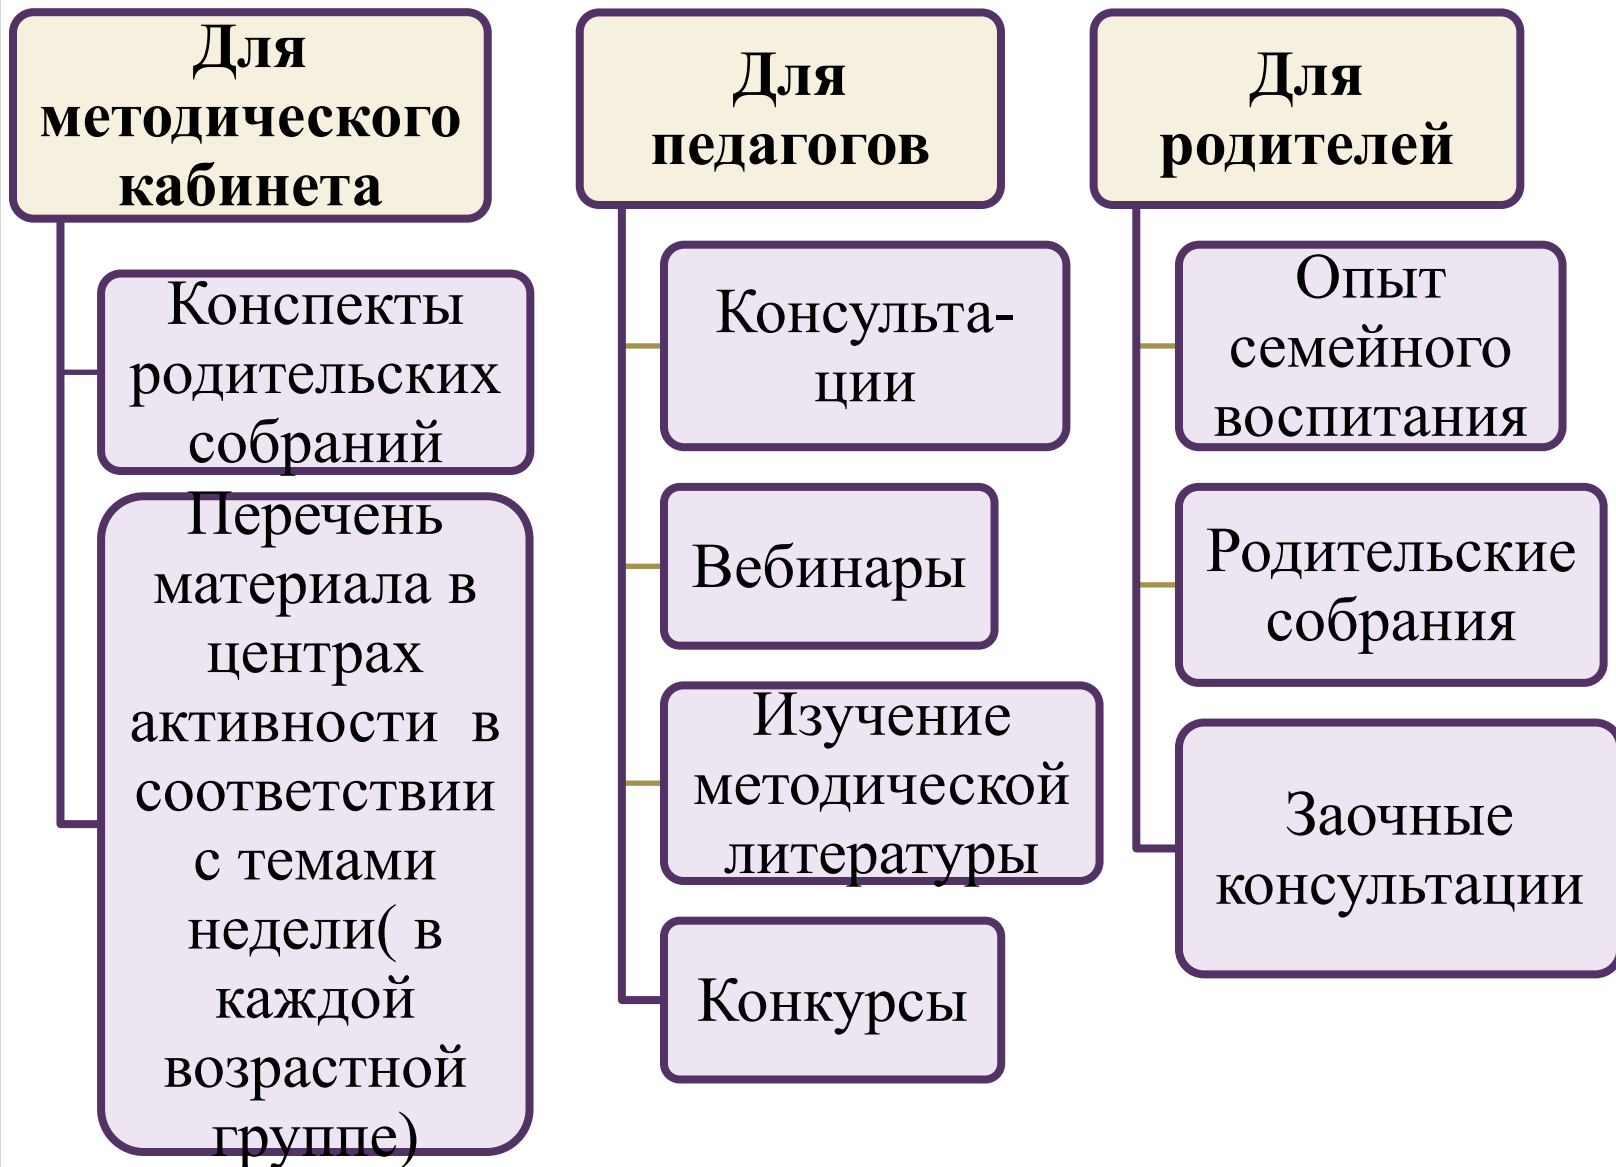 Для
методического
кабинета
Конспекты
родительских
собраний
Перечень
материала в
центрах
активности  в
соответствии
с темами
недели( в
каждой
возрастной
группе)
Для
педагогов
Консульта-
ции
Вебинары
Изучение
методической
литературы
Конкурсы
Для
родителей
Опыт
семейного
воспитания
Родительские
собрания
Заочные
консультации